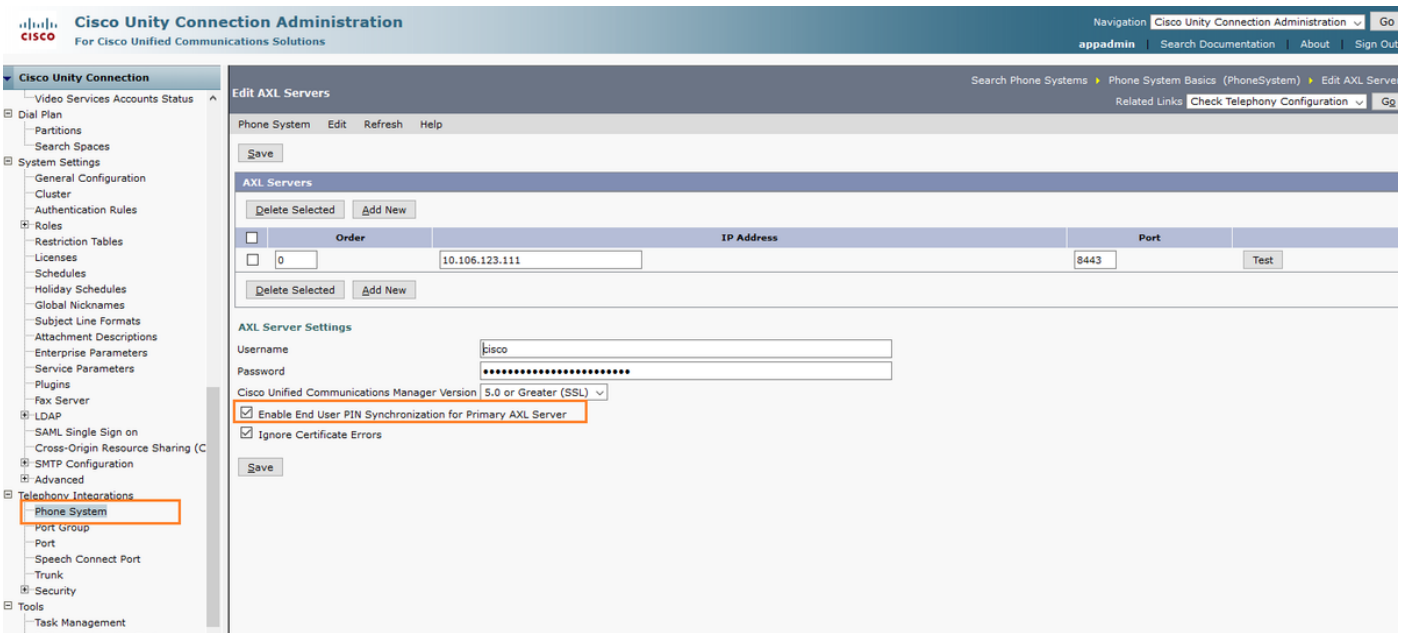 cisco
Cisco Unity Connection Administration
For Cisco Unified Communications Solutions
Navigation Cisco Unity Connection Administration Go
appadmin Search Documentation About Sign Out
Cisco Unity Connection
Video Services Accounts Status
Dial Plan
Partitions
Search Spaces
System Settings
General Configuration
Cluster
Authentication Rules
Roles
Restriction Tables
Licenses
Schedules
Holiday Schedules
Global Nicknames
Subject Line Formats
Attachment Descriptions
Enterprise Parameters
Service Parameters
Plugins
Fax Server
LDAP
SAML Single Sign on
Cross-Origin Resource Sharing (C
SMTP Configuration
Advanced
Telephony Integrations
Phone System
Port Group
Port
Speech Connect Port
Trunk
Security
Tools
Task Management
Edit AXL Servers
Search Phone Systems Phone System Basics (PhoneSystem) Edit AXL Server
Related Links Check Telephony Configuration Go
Phone System Edit Refresh Help
Save
AXL Servers
Delete Selected Add New
Order IP Address Port
0 10.106.123.111 8443 Test
Delete Selected Add New
AXL Server Settings
Username cisco
Password
Cisco Unified Communications Manager Version 5.0 or Greater (SSL)
Enable End User PIN Synchronization for Primary AXL Server
Ignore Certificate Errors
Save